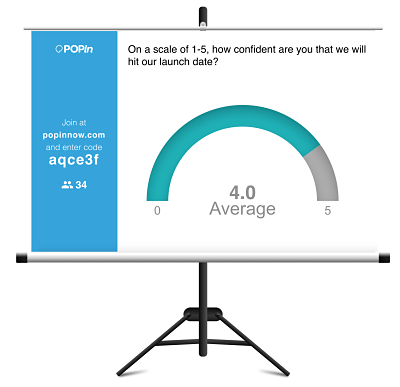 POPin
On a scale of 1-5, how confident are you that we will
hit our launch date?
Join at
popinnow.com
and enter code
aqce3f
34
4.0
Average
0
5